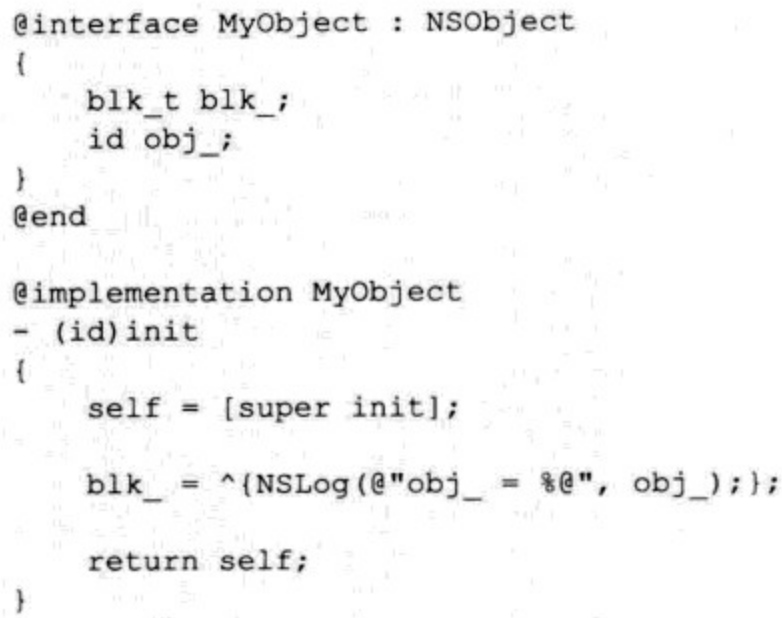 @interface MyObject : NSObject
{
    blk_t blk_;
    id obj_;
}
@end

@implementation MyObject
- (id)init
{
    self = [super init];

    blk_ = ^{NSLog(@"obj_ = %@", obj_);};

    return self;
}